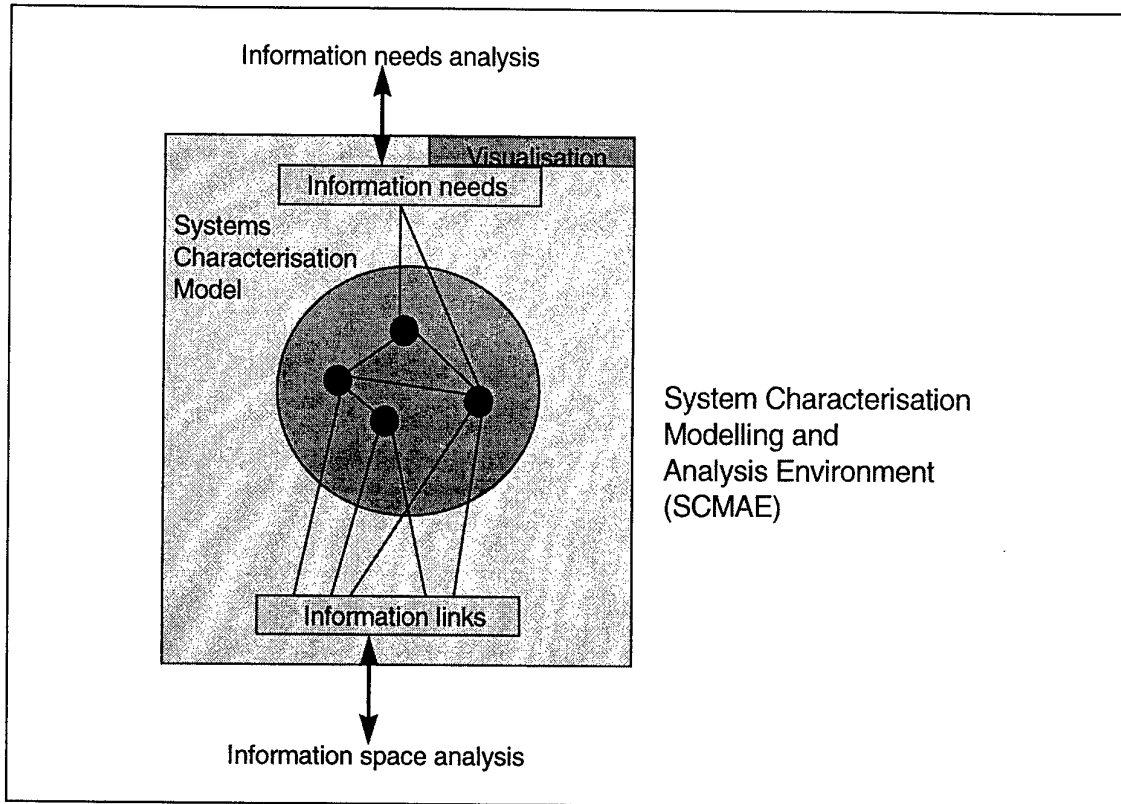 Information needs analysis
Visualisation
Information needs
Systems
Characterisation
Model
System Characterisation
Modelling and
Analysis Environment
(SCMAE)
Information links
Information space analysis